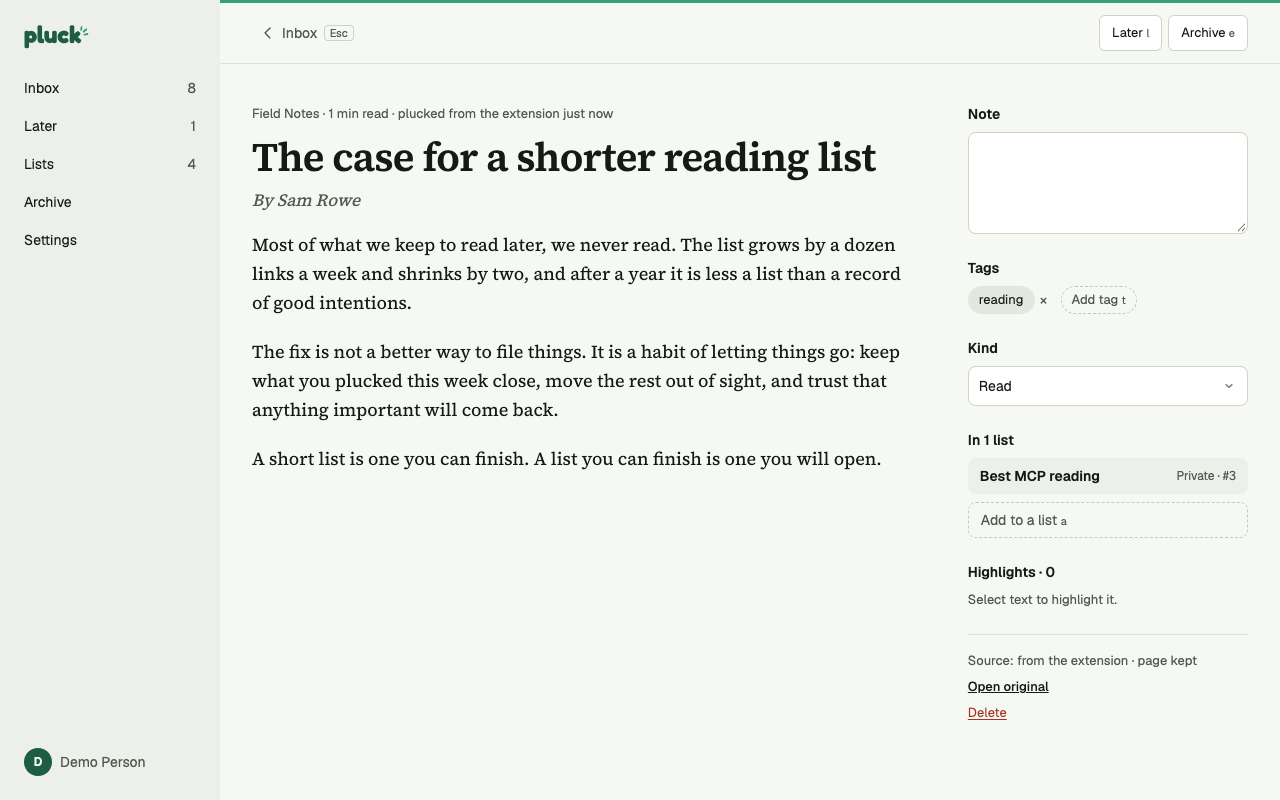 pluck
Inbox 8
Later 1
Lists 4
Archive
Settings
Demo Person
D
Inbox Esc
Later l
Archive e
Field Notes · 1 min read · plucked from the extension just now
The case for a shorter reading list
By Sam Rowe
Most of what we keep to read later, we never read. The list grows by a dozen
links a week and shrinks by two, and after a year it is less a list than a record
of good intentions.
The fix is not a better way to file things. It is a habit of letting things go: keep
what you plucked this week close, move the rest out of sight, and trust that
anything important will come back.
A short list is one you can finish. A list you can finish is one you will open.
Note
Tags
reading × Add tag t
Kind
Read
In 1 list
Best MCP reading Private · #3
Add to a list a
Highlights · 0
Select text to highlight it.
Source: from the extension · page kept
Open original
Delete